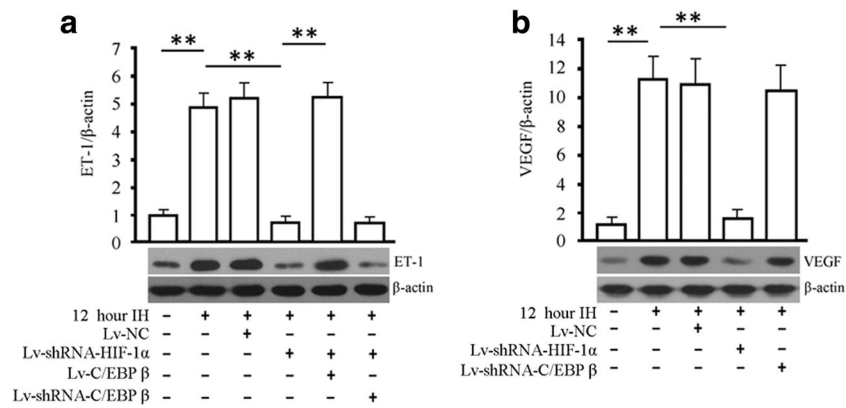 a
** ** **
ET-1/β-actin
7
6
5
4
3
2
1
0
ET-1
β-actin
12 hour IH - + + + + +
Lv-NC - - + - - -
Lv-shRNA-HIF-1α - - - + + +
Lv-C/EBP β - - - - + -
Lv-shRNA-C/EBP β - - - - - +
b
** **
VEGF/β-actin
14
12
10
8
6
4
2
0
VEGF
β-actin
12 hour IH - + + + +
Lv-NC - - + - -
Lv-shRNA-HIF-1α - - - + -
Lv-shRNA-C/EBP β - - - - +